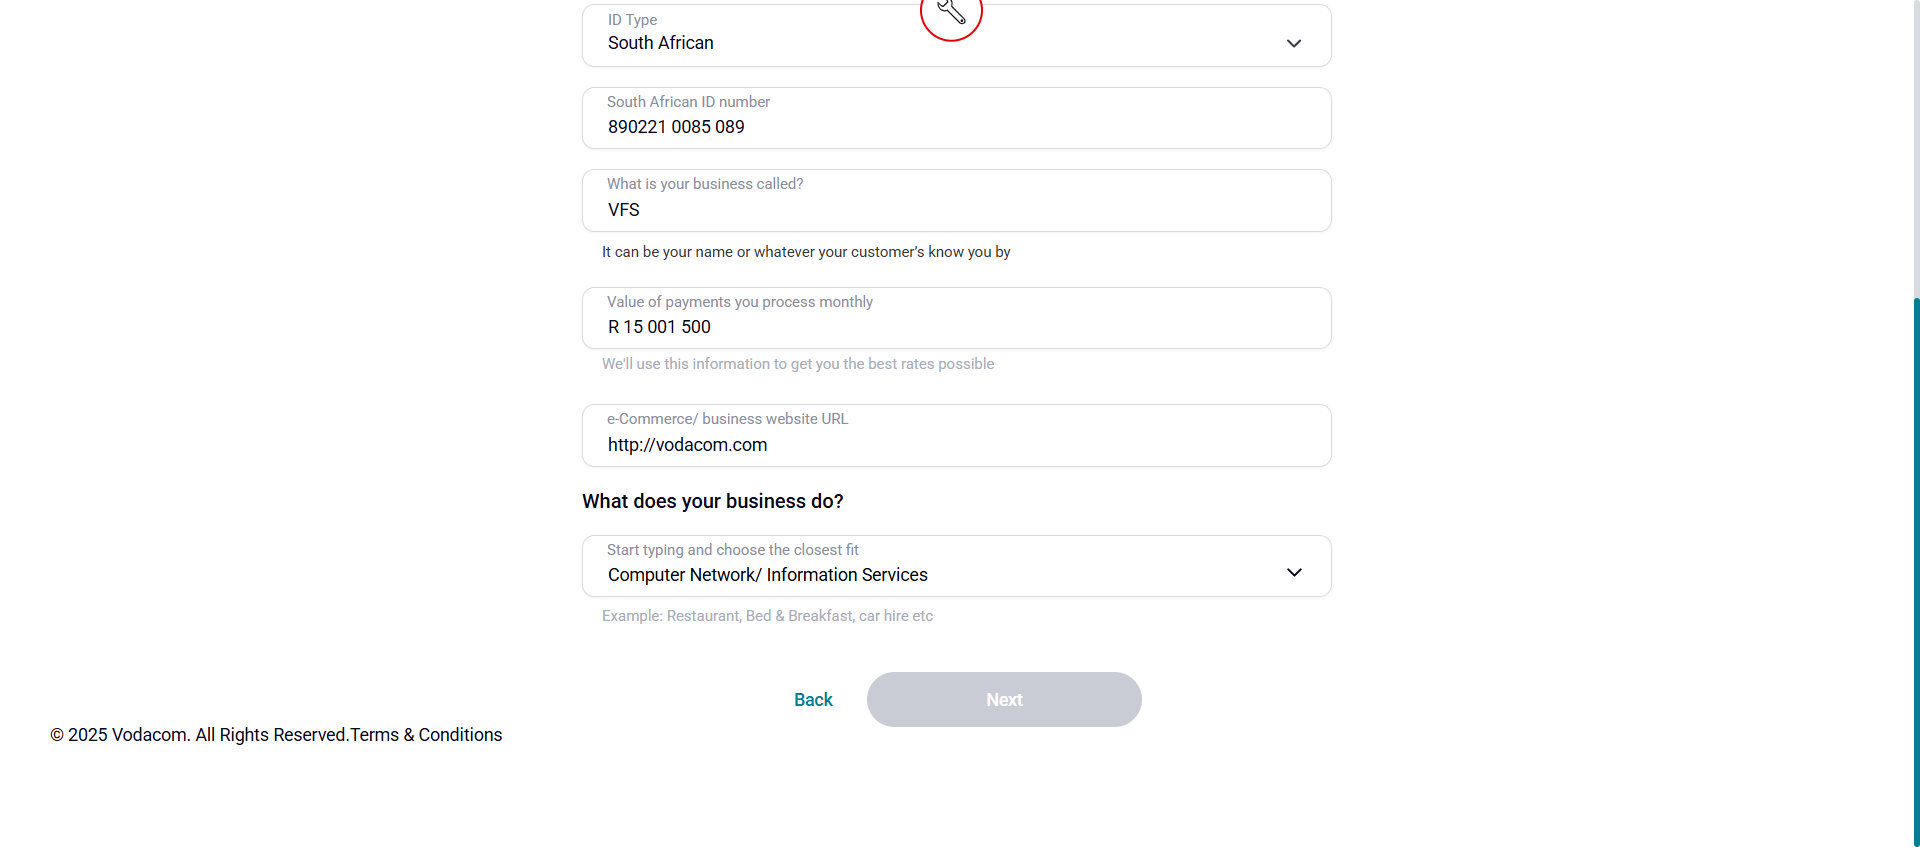 ID Type
South African
South African ID number
890221 0085 089
What is your business called?
VFS
It can be your name or whatever your customer’s know you by
Value of payments you process monthly
R 15 001 500
We'll use this information to get you the best rates possible
e-Commerce/ business website URL
http://vodacom.com
What does your business do?
Start typing and choose the closest fit
Computer Network/ Information Services
Example: Restaurant, Bed & Breakfast, car hire etc
Back
Next
© 2025 Vodacom. All Rights Reserved.Terms & Conditions